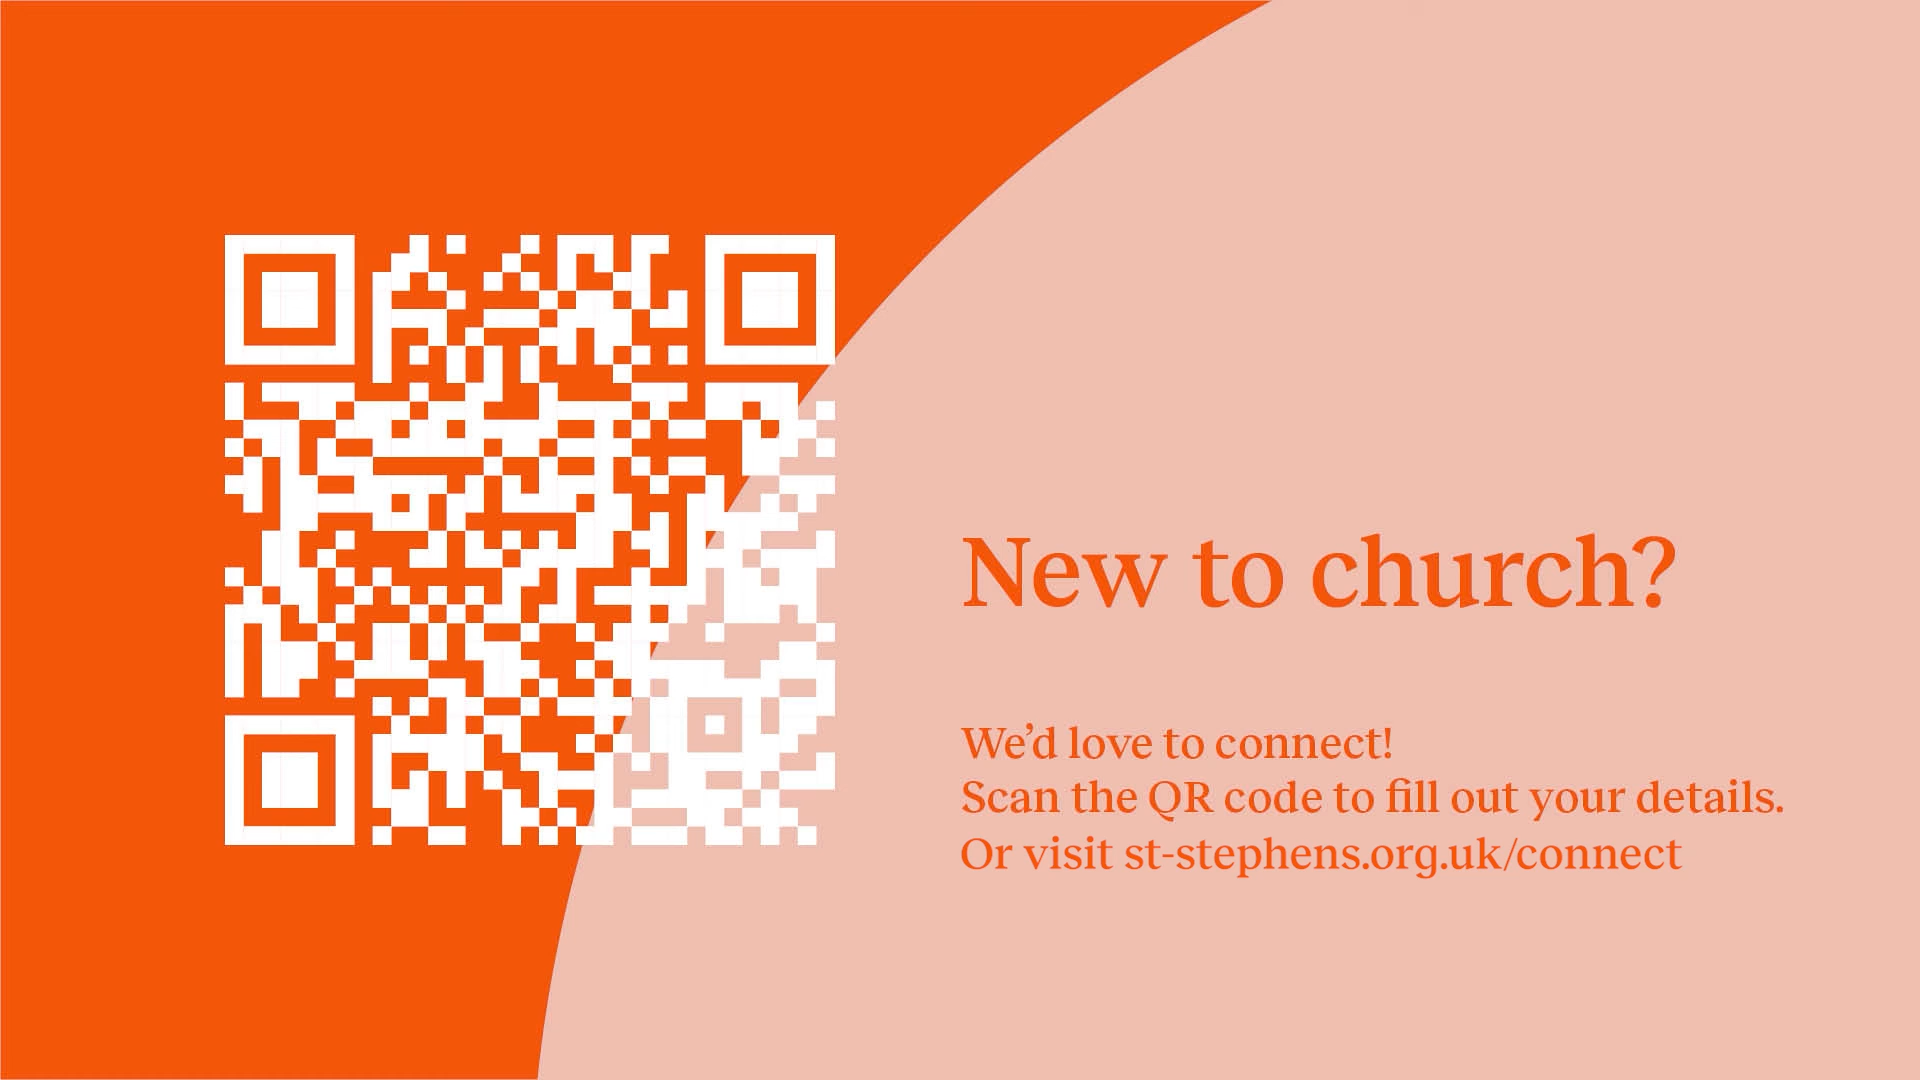 New to church?
We’d love to connect!
Scan the QR code to fill out your details.
Or visit st-stephens.org.uk/connect